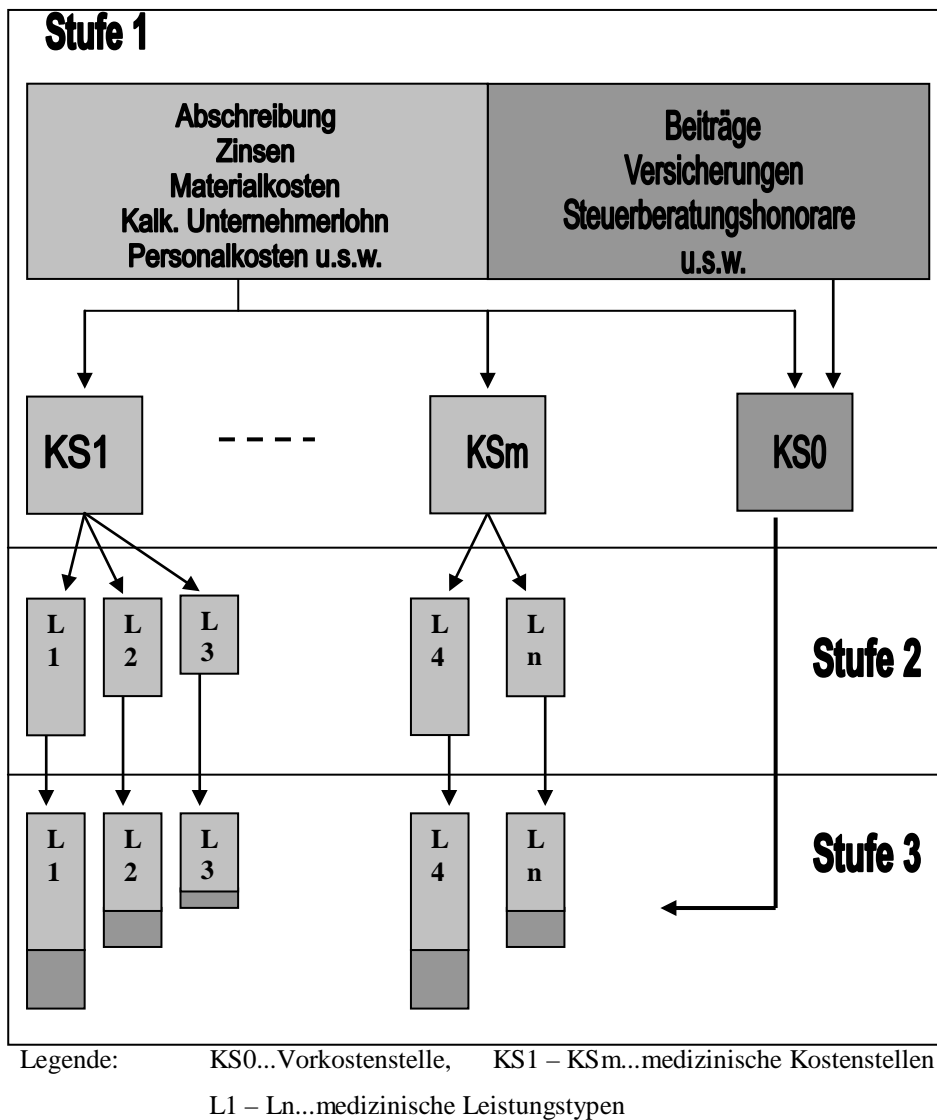 Stufe 1
Abschreibung
Zinsen
Materialkosten
Kalk. Unternehmerlohn
Personalkosten u.s.w.
Beiträge
Versicherungen
Steuerberatungshonorare
u.s.w.
KS1
KSm
KS0
L
1
L
2
L
3
L
4
L
n
Stufe 2
L
1
L
2
L
3
L
4
L
n
Stufe 3
Legende: KS0...Vorkostenstelle, KS1 – KSm...medizinische Kostenstellen
L1 – Ln...medizinische Leistungstypen